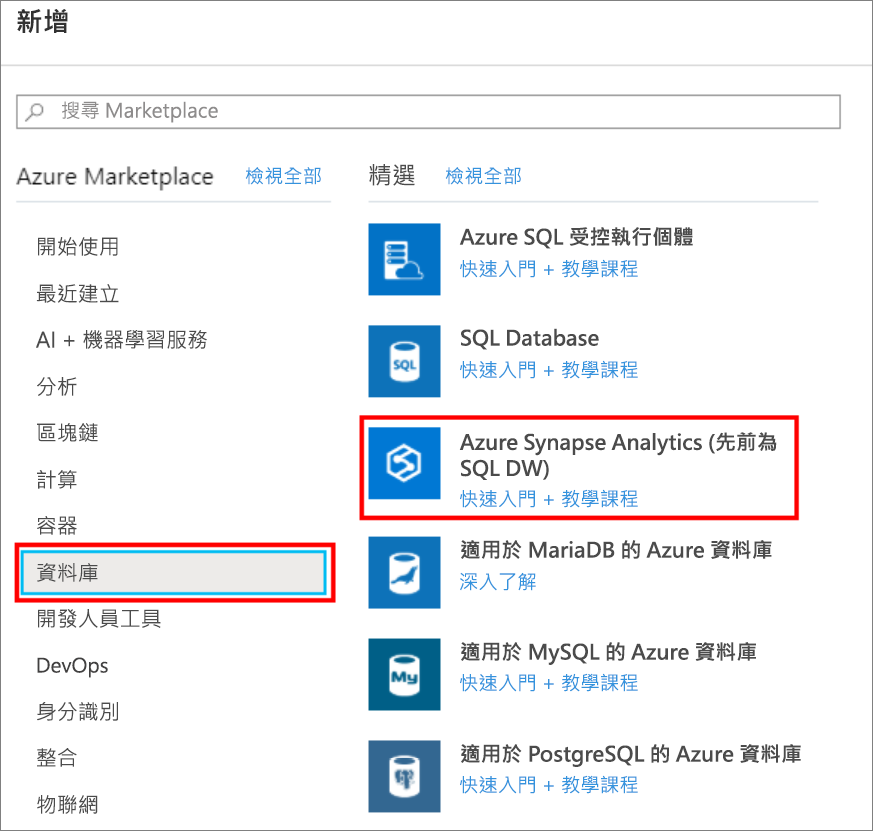 新增
搜尋 Marketplace
Azure Marketplace
檢視全部
開始使用
最近建立
AI + 機器學習服務
分析
區塊鏈
計算
容器
資料庫
開發人員工具
DevOps
身分識別
整合
物聯網
精選
檢視全部
Azure SQL 受控執行個體
快速入門 + 教學課程
SQL
SQL Database
快速入門 + 教學課程
Azure Synapse Analytics (先前為
SQL DW)
快速入門 + 教學課程
適用於 MariaDB 的 Azure 資料庫
深入了解
My
適用於 MySQL 的 Azure 資料庫
快速入門 + 教學課程
適用於 PostgreSQL 的 Azure 資料庫
快速入門 + 教學課程